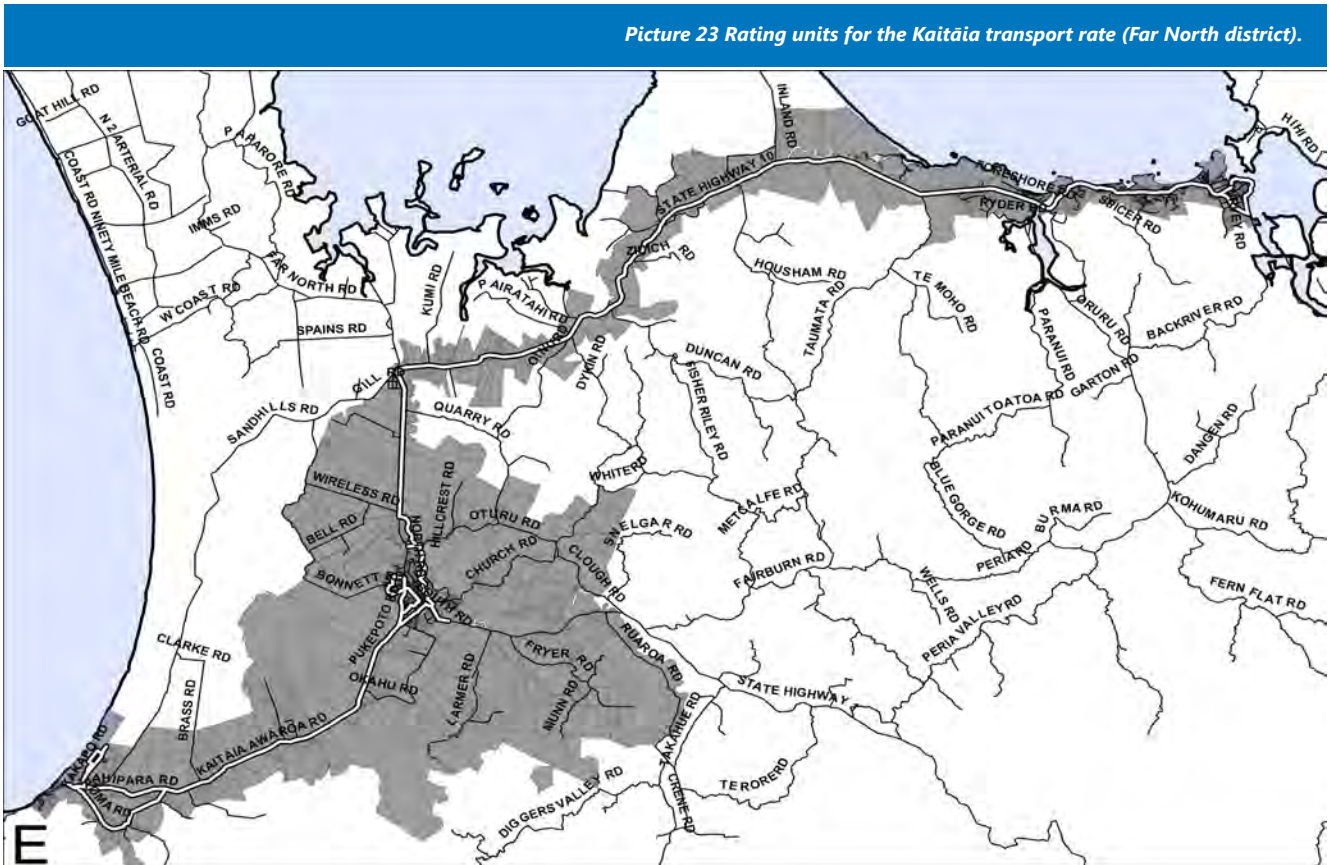 Picture 23 Rating units for the Kaitāia transport rate (Far North district).
GOAT HILL RD
N 2 ARTERIAL RD
PAPARORE RD
INLAND RD
HIHI RD
COAST RD NINETY MILE BEACH RD
IMMS RD
STATE HIGHWAY 10
SPICER RD
FAR NORTH RD
W COAST RD
KUMI RD
PAIRATAHI RD
HOUSHAM RD
TAUMATA RD
TE MOHO RD
ORURU RD
PARANUI RD
BACKRIVER RD
SPAINS RD
COAST RD
GILL RD
DYKIN RD
DUNCAN RD
FISHER RILEY RD
GARTON RD
PARANUI TOATOA RD
SANDHILLS RD
QUARRY RD
DANGEN RD
WHITE RD
WIRELESS RD
HILLCREST RD
METCALFE RD
BLUE GORGE RD
BURMA RD
KOHUMARU RD
BELL RD
OTURU RD
SNELGAR RD
CHURCH RD
CLOUGH RD
FAIRBURN RD
PERIA RD
WELLS RD
FERN FLAT RD
BONNETT
PERIA VALLEY RD
PUKEPOTO
RUAROA RD
FRYER RD
CLARKE RD
OKAHU RD
LARMER RD
MUNN RD
STATE HIGHWAY
BRASS RD
KAITAIA AWAROA RD
TAKAHUE RD
AHIPARA RD
TE RORE RD
DIGGERS VALLEY RD
CRENE RD
E